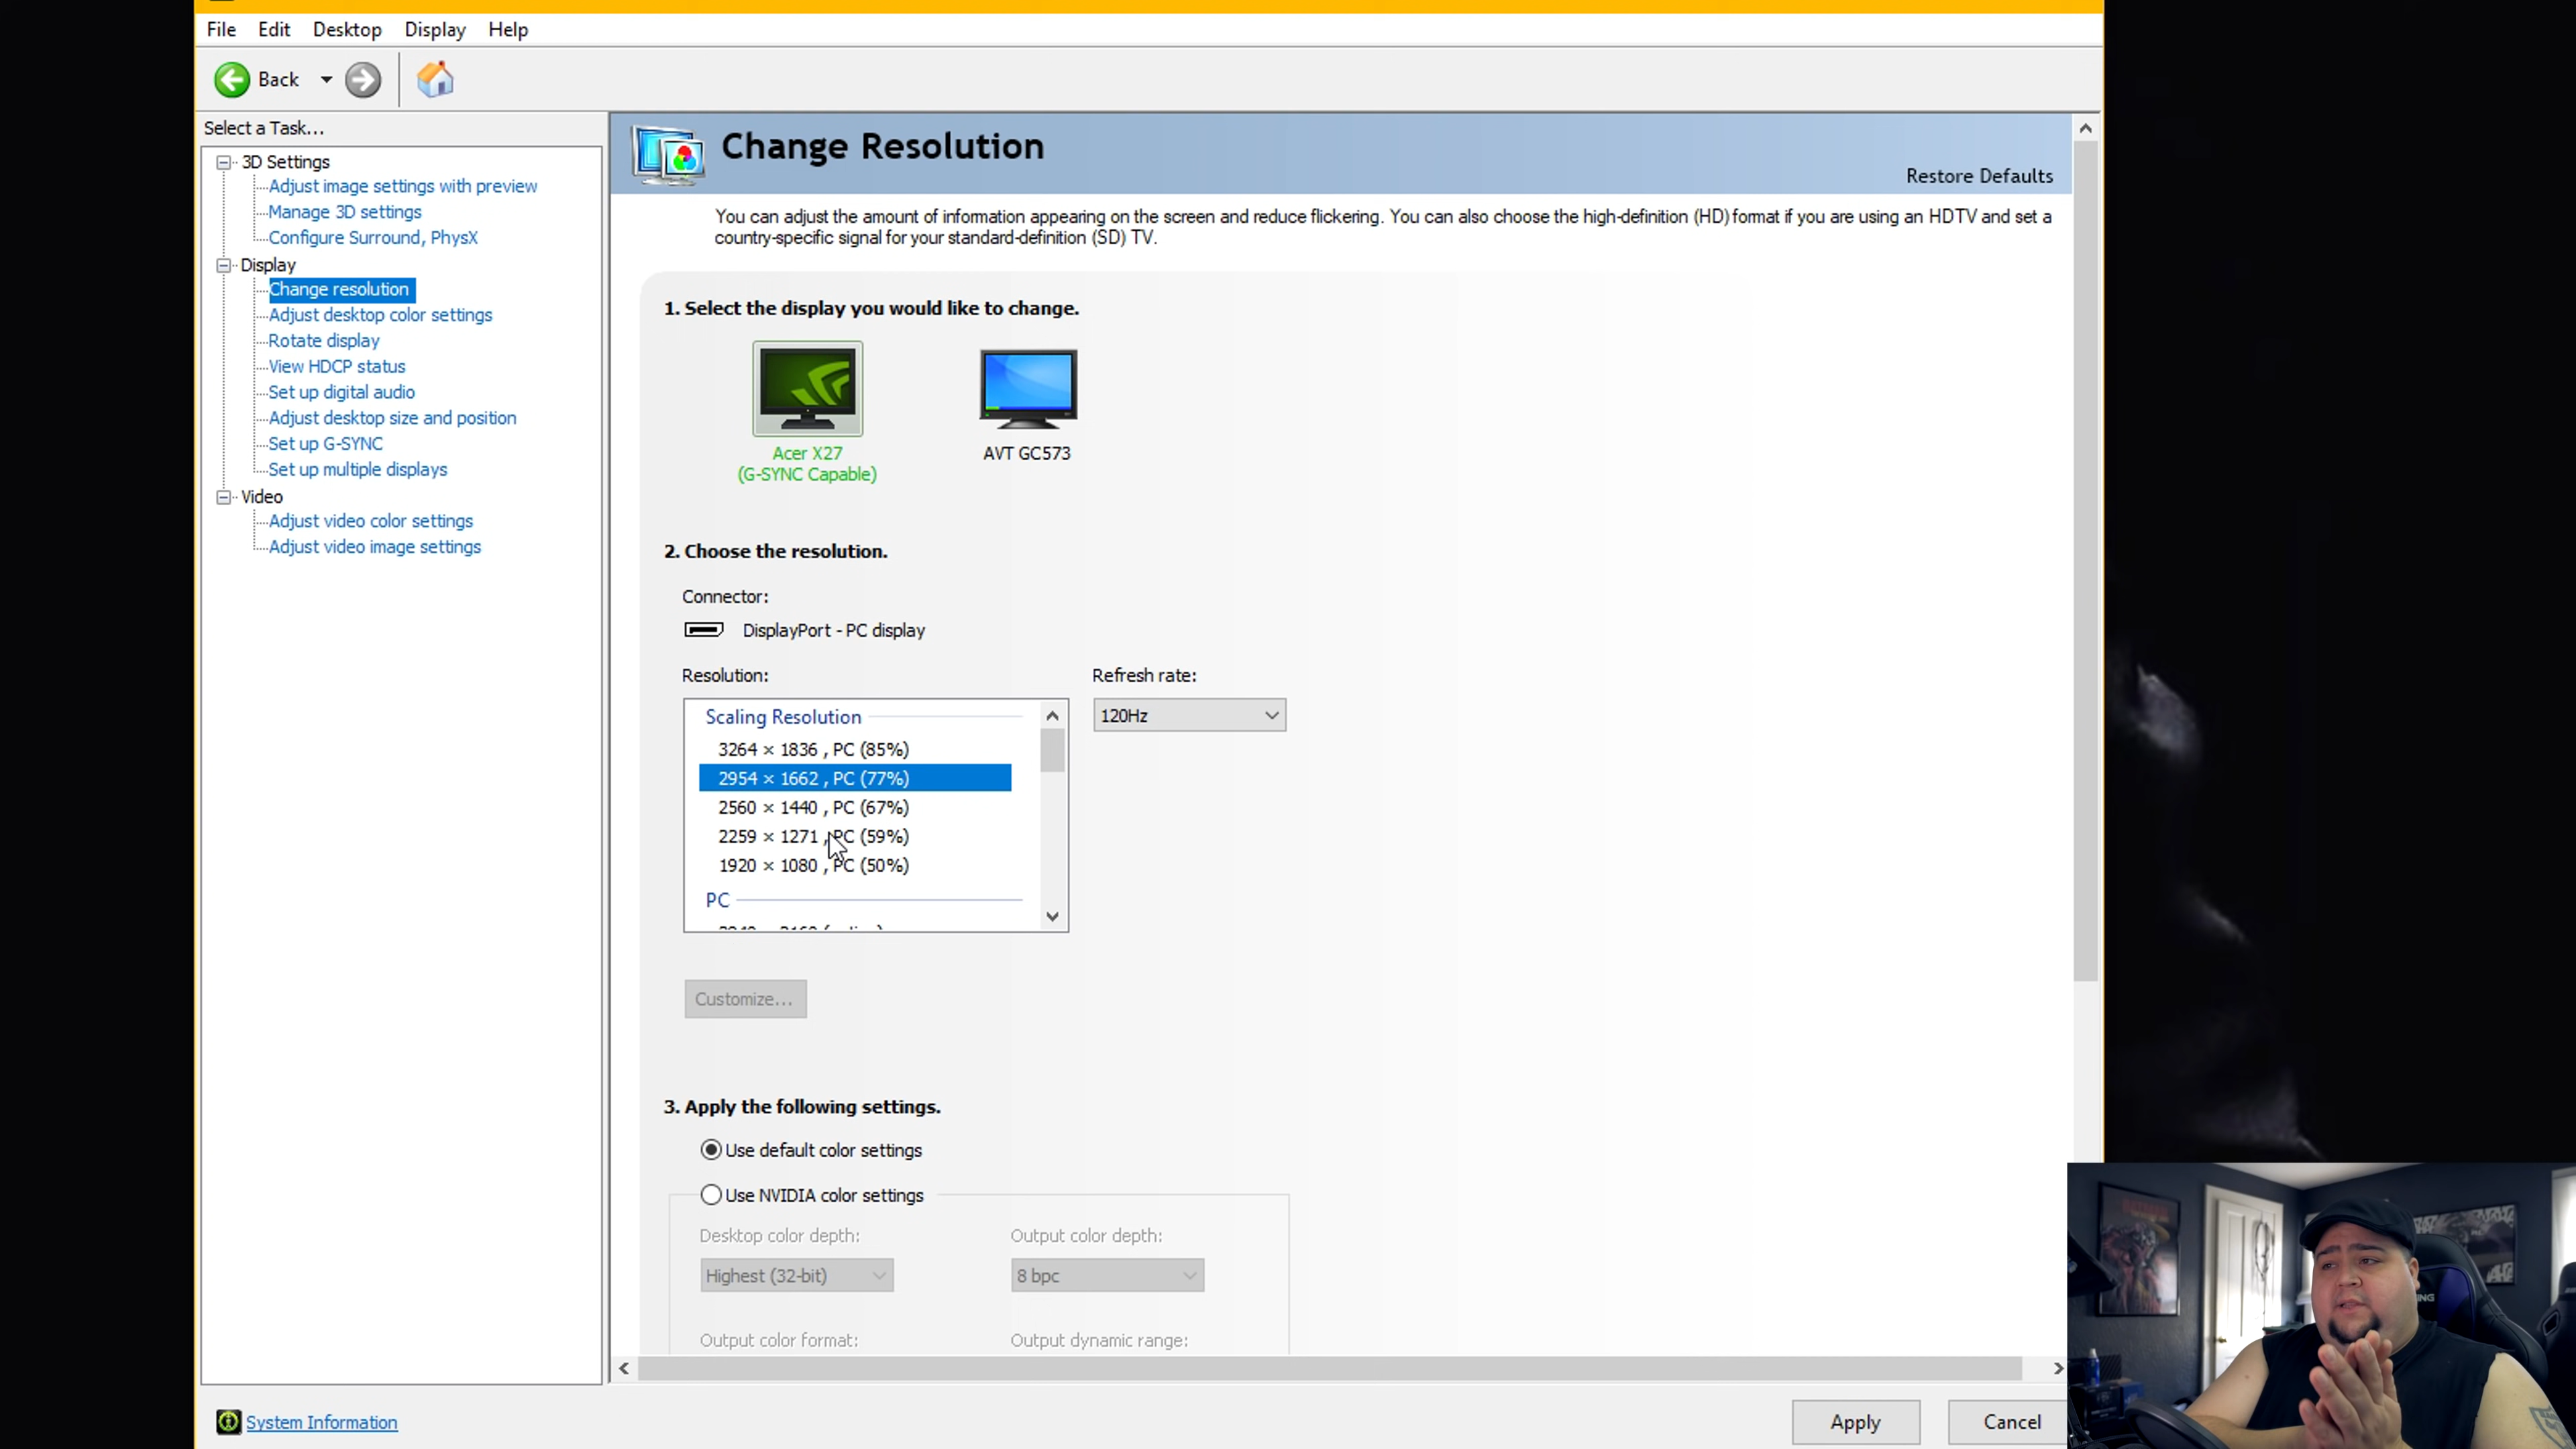 File Edit Desktop Display Help
Back
Select a Task...
3D Settings
Adjust image settings with preview
Manage 3D settings
Configure Surround, PhysX
Display
Change resolution
Adjust desktop color settings
Rotate display
View HDCP status
Set up digital audio
Adjust desktop size and position
Set up G-SYNC
Set up multiple displays
Video
Adjust video color settings
Adjust video image settings
System Information
Change Resolution
Restore Defaults
You can adjust the amount of information appearing on the screen and reduce flickering. You can also choose the high-definition (HD) format if you are using an HDTV and set a
country-specific signal for your standard-definition (SD) TV.
1. Select the display you would like to change.
Acer X27
(G-SYNC Capable)
AVT GC573
2. Choose the resolution.
Connector:
DisplayPort - PC display
Resolution:
Refresh rate:
120Hz
Scaling Resolution
3264 × 1836 , PC (85%)
2954 × 1662 , PC (77%)
2560 × 1440 , PC (67%)
2259 × 1271 , PC (59%)
1920 × 1080 , PC (50%)
PC
Customize...
3. Apply the following settings.
Use default color settings
Use NVIDIA color settings
Desktop color depth:
Output color depth:
Highest (32-bit)
8 bpc
Output color format:
Output dynamic range:
Apply
Cancel